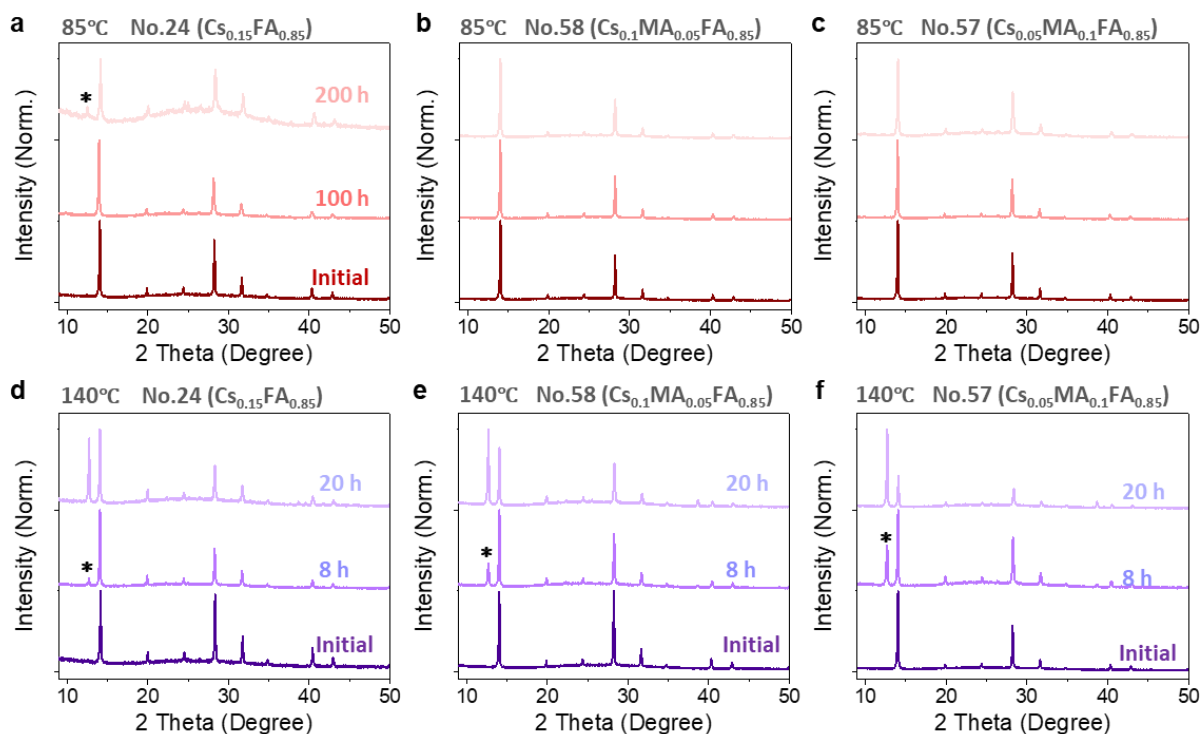 a 85℃ No.24 (Cs0.15FA0.85)
Intensity (Norm.)
*
200 h
100 h
Initial
10 20 30 40 50
2 Theta (Degree)
b 85℃ No.58 (Cs0.1MA0.05FA0.85)
Intensity (Norm.)
10 20 30 40 50
2 Theta (Degree)
c 85℃ No.57 (Cs0.05MA0.1FA0.85)
Intensity (Norm.)
10 20 30 40 50
2 Theta (Degree)
d 140℃ No.24 (Cs0.15FA0.85)
Intensity (Norm.)
20 h
*
8 h
Initial
10 20 30 40 50
2 Theta (Degree)
e 140℃ No.58 (Cs0.1MA0.05FA0.85)
Intensity (Norm.)
20 h
*
8 h
Initial
10 20 30 40 50
2 Theta (Degree)
f 140℃ No.57 (Cs0.05MA0.1FA0.85)
Intensity (Norm.)
20 h
*
8 h
Initial
10 20 30 40 50
2 Theta (Degree)